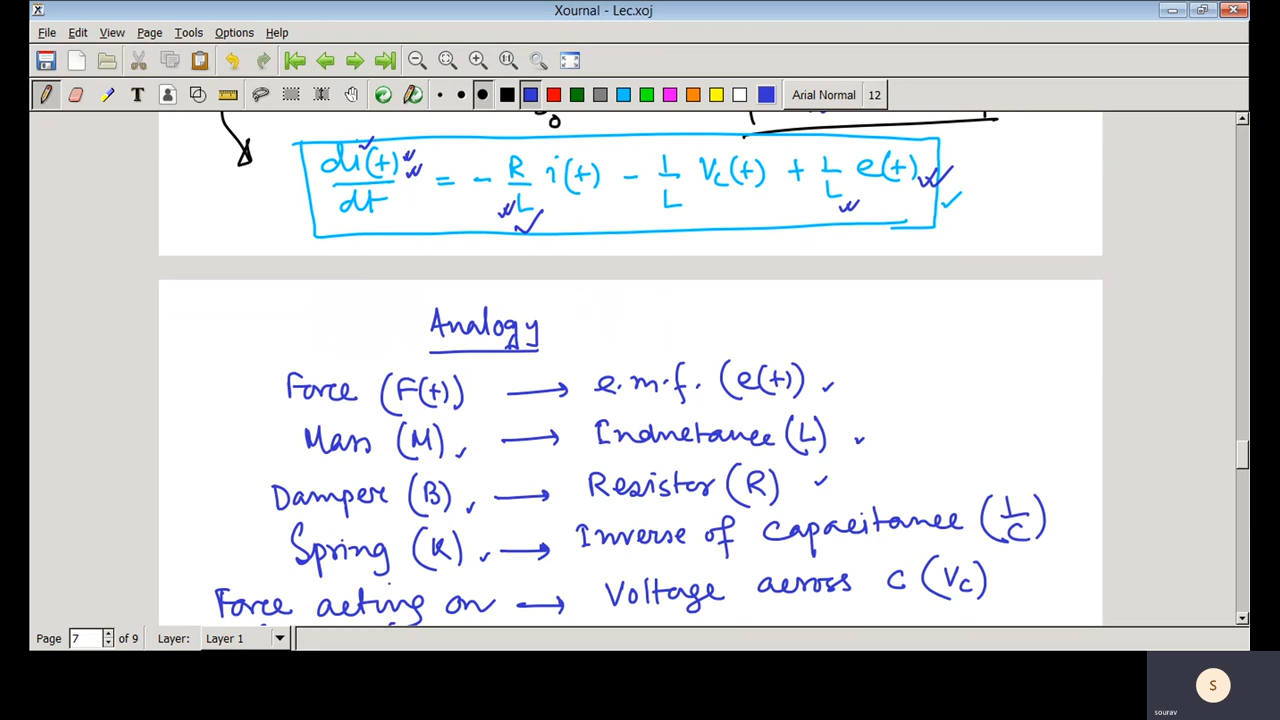 Xournal - Lec.xoj
File Edit View Page Tools Options Help
Arial Normal 12
di(t)/dt = - R/L i(t) - 1/L Vc(t) + 1/L e(t)
Analogy
Force (F(t)) → e.m.f. (e(t))
Mass (M) → Inductance (L)
Damper (B) → Resistor (R)
Spring (K) → Inverse of capacitance (1/C)
Force acting on → Voltage across C (Vc)
Page 7 of 9 Layer: Layer 1
S
sourav